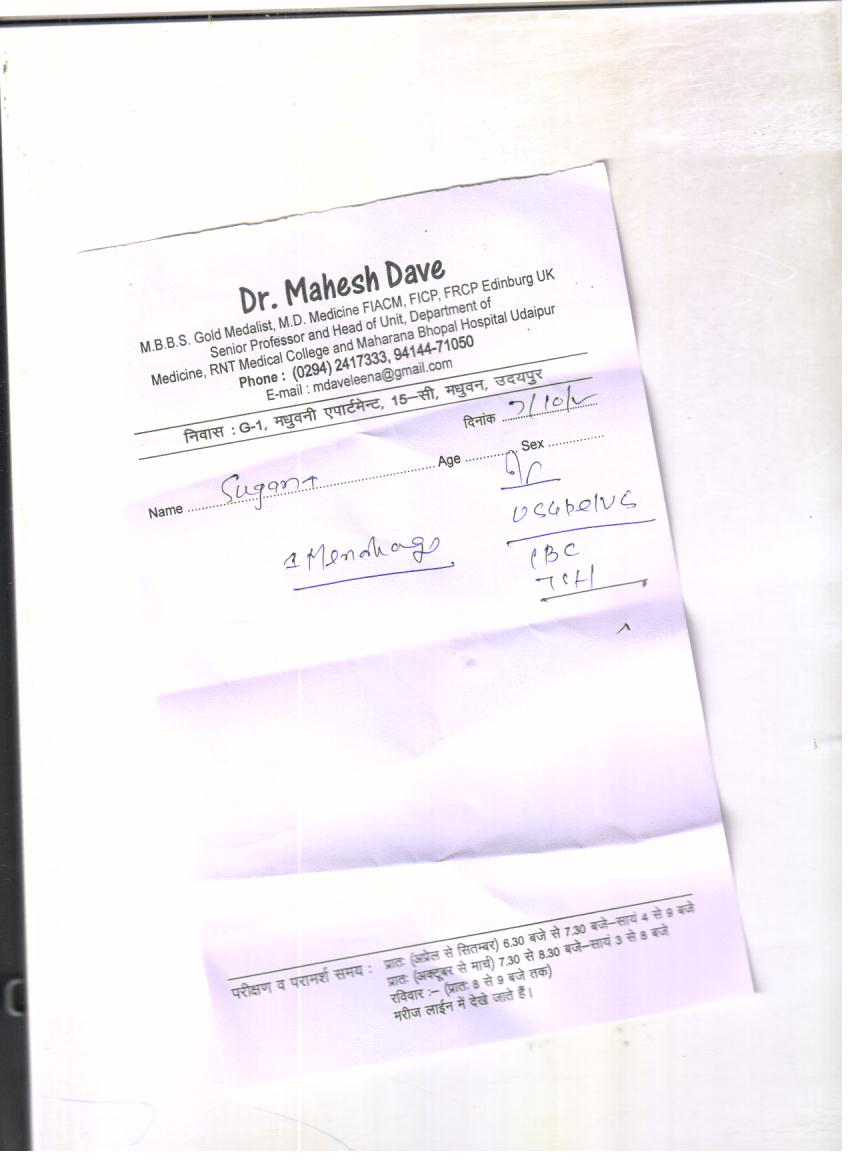 Dr. Mahesh Dave
M.B.B.S. Gold Medalist, M.D. Medicine FIACM, FICP, FRCP Edinburg UK
Senior Professor and Head of Unit, Department of
Medicine, RNT Medical College and Maharana Bhopal Hospital Udaipur
Phone : (0294) 2417333, 94144-71050
E-mail : mdaveleena@gmail.com
निवास : G-1, मधुवनी एपार्टमेन्ट, 15-सी, मधुवन, उदयपुर
दिनांक
Name Age Sex
USG pelvis
CBC
परीक्षण व परामर्श समय : प्रातः (अप्रेल से सितम्बर) 6.30 बजे से 7.30 बजे-सायं 4 से 9 बजे
प्रातः (अक्टूबर से मार्च) 7.30 से 8.30 बजे-सायं 3 से 8 बजे
रविवार :- (प्रातः 8 से 9 बजे तक)
मरीज लाईन में देखे जाते हैं।